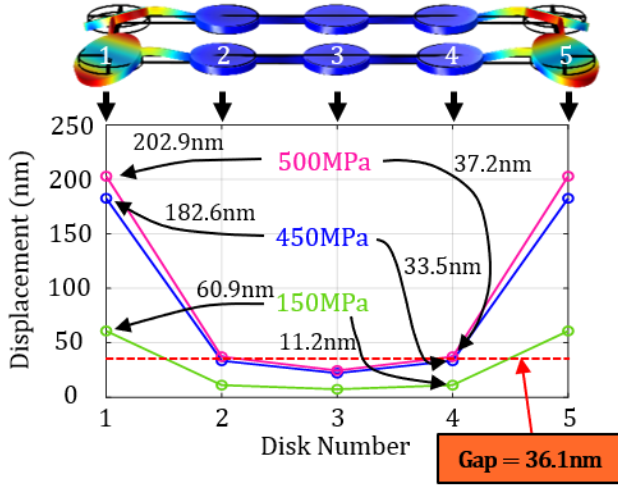 1 2 3 4 5
250
200
150
100
50
0
Displacement (nm)
202.9nm
500MPa
37.2nm
182.6nm
450MPa
33.5nm
60.9nm
150MPa
11.2nm
1 2 3 4 5
Disk Number
Gap = 36.1nm